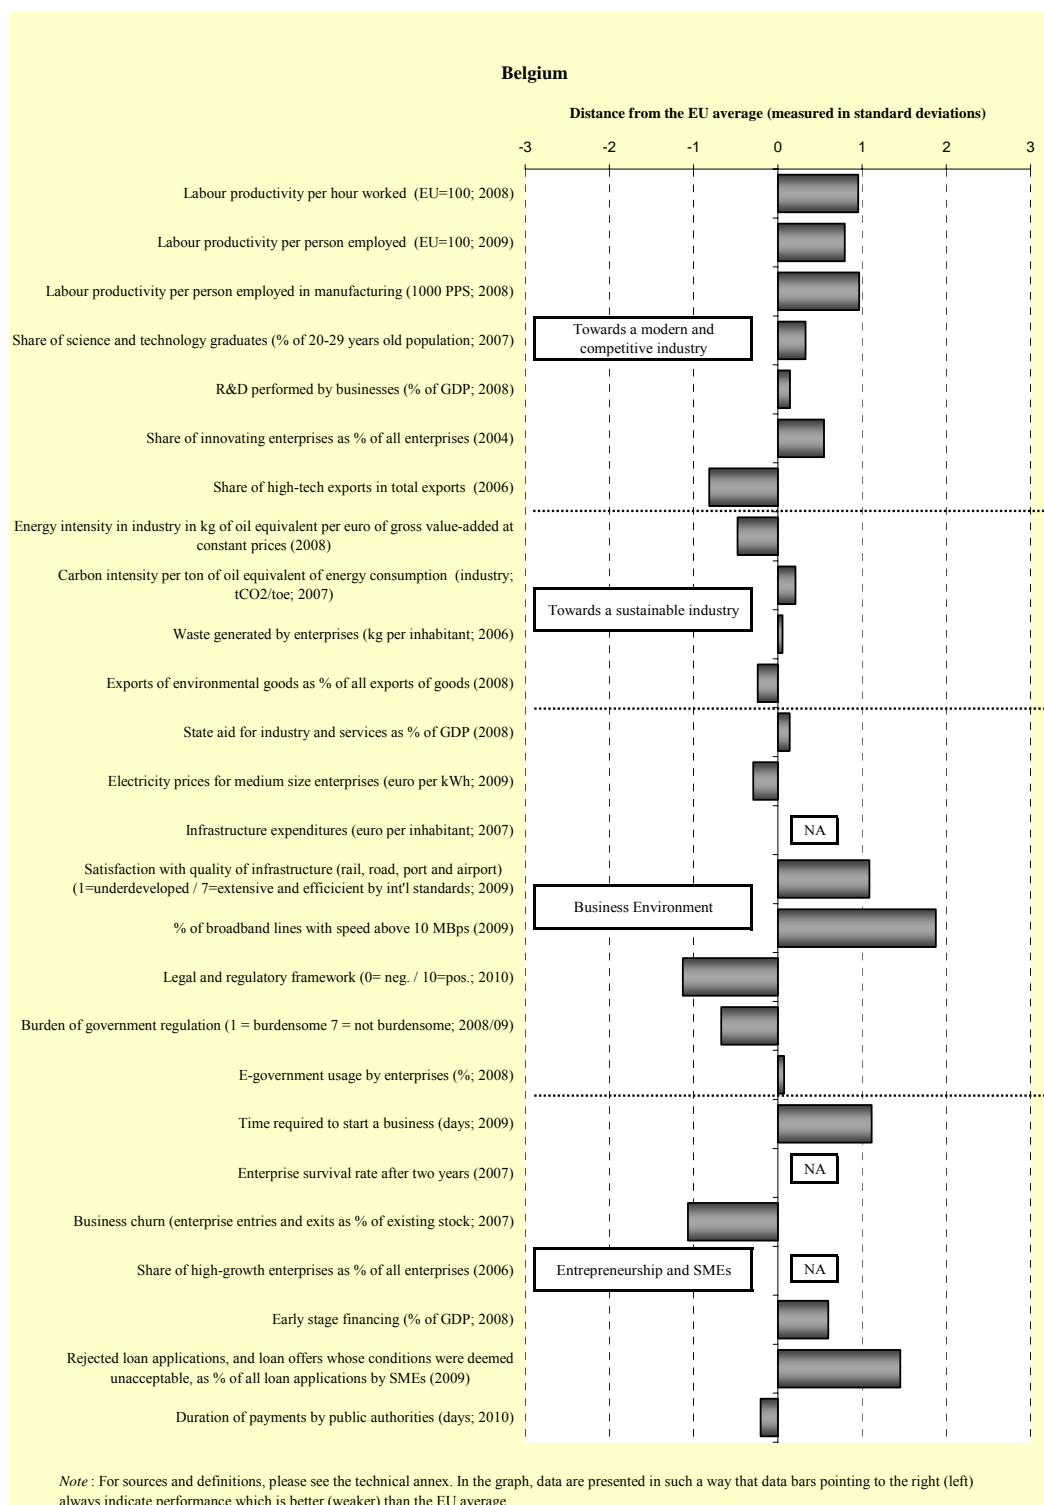 Belgium
Distance from the EU average (measured in standard deviations)
-3 -2 -1 0 1 2 3
Labour productivity per hour worked (EU=100; 2008)
Labour productivity per person employed (EU=100; 2009)
Labour productivity per person employed in manufacturing (1000 PPS; 2008)
Towards a modern and
competitive industry
Share of science and technology graduates (% of 20-29 years old population; 2007)
R&D performed by businesses (% of GDP; 2008)
Share of innovating enterprises as % of all enterprises (2004)
Share of high-tech exports in total exports (2006)
Energy intensity in industry in kg of oil equivalent per euro of gross value-added at
constant prices (2008)
Carbon intensity per ton of oil equivalent of energy consumption (industry;
tCO2/toe; 2007)
Towards a sustainable industry
Waste generated by enterprises (kg per inhabitant; 2006)
Exports of environmental goods as % of all exports of goods (2008)
State aid for industry and services as % of GDP (2008)
Electricity prices for medium size enterprises (euro per kWh; 2009)
Infrastructure expenditures (euro per inhabitant; 2007)
NA
Satisfaction with quality of infrastructure (rail, road, port and airport)
(1=underdeveloped / 7=extensive and efficicient by int'l standards; 2009)
Business Environment
% of broadband lines with speed above 10 MBps (2009)
Legal and regulatory framework (0= neg. / 10=pos.; 2010)
Burden of government regulation (1 = burdensome 7 = not burdensome; 2008/09)
E-government usage by enterprises (%; 2008)
Time required to start a business (days; 2009)
Enterprise survival rate after two years (2007)
NA
Business churn (enterprise entries and exits as % of existing stock; 2007)
Share of high-growth enterprises as % of all enterprises (2006)
Entrepreneurship and SMEs
NA
Early stage financing (% of GDP; 2008)
Rejected loan applications, and loan offers whose conditions were deemed
unacceptable, as % of all loan applications by SMEs (2009)
Duration of payments by public authorities (days; 2010)
Note : For sources and definitions, please see the technical annex. In the graph, data are presented in such a way that data bars pointing to the right (left)
always indicate performance which is better (weaker) than the EU average